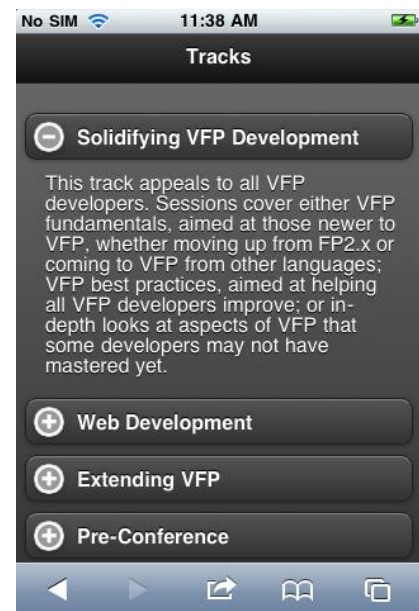 No SIM 11:38 AM
Tracks
Solidifying VFP Development
This track appeals to all VFP
developers. Sessions cover either VFP
fundamentals, aimed at those newer to
VFP, whether moving up from FP2.x or
coming to VFP from other languages;
VFP best practices, aimed at helping
all VFP developers improve; or in-
depth looks at aspects of VFP that
some developers may not have
mastered yet.
Web Development
Extending VFP
Pre-Conference